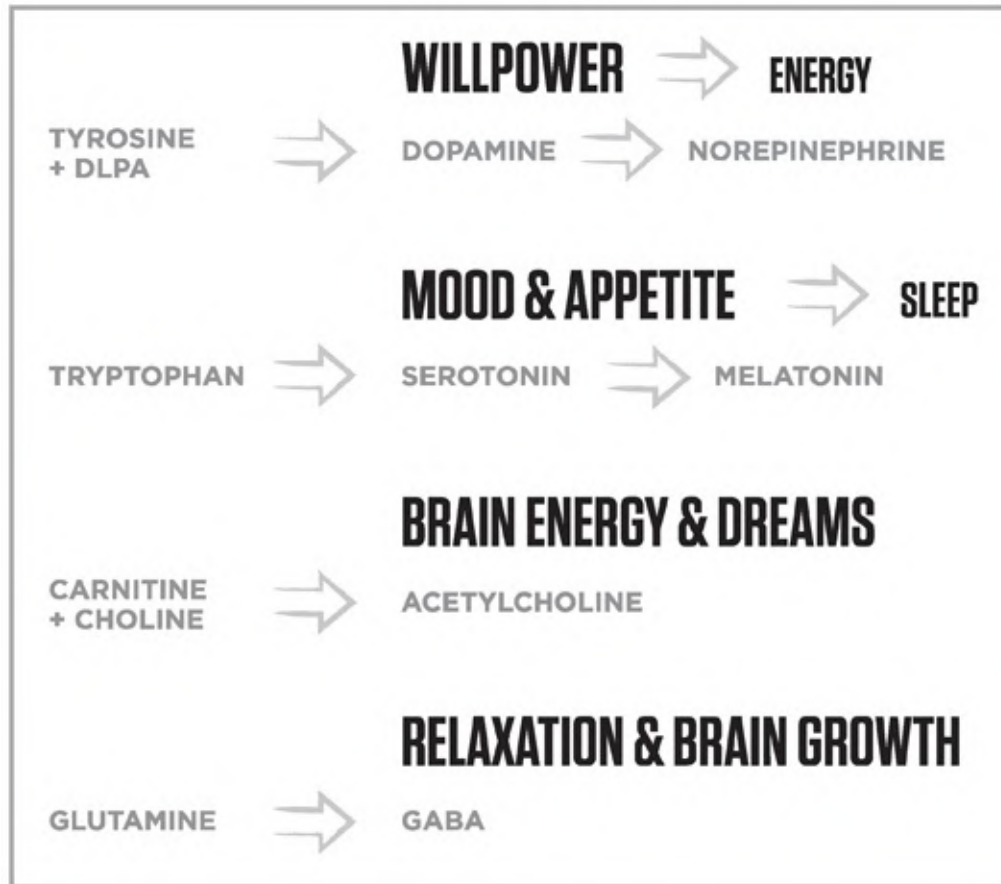 WILLPOWER ENERGY
TYROSINE
+ DLPA
DOPAMINE NOREPINEPHRINE
MOOD & APPETITE SLEEP
TRYPTOPHAN SEROTONIN MELATONIN
BRAIN ENERGY & DREAMS
CARNITINE
+ CHOLINE
ACETYLCHOLINE
RELAXATION & BRAIN GROWTH
GLUTAMINE GABA